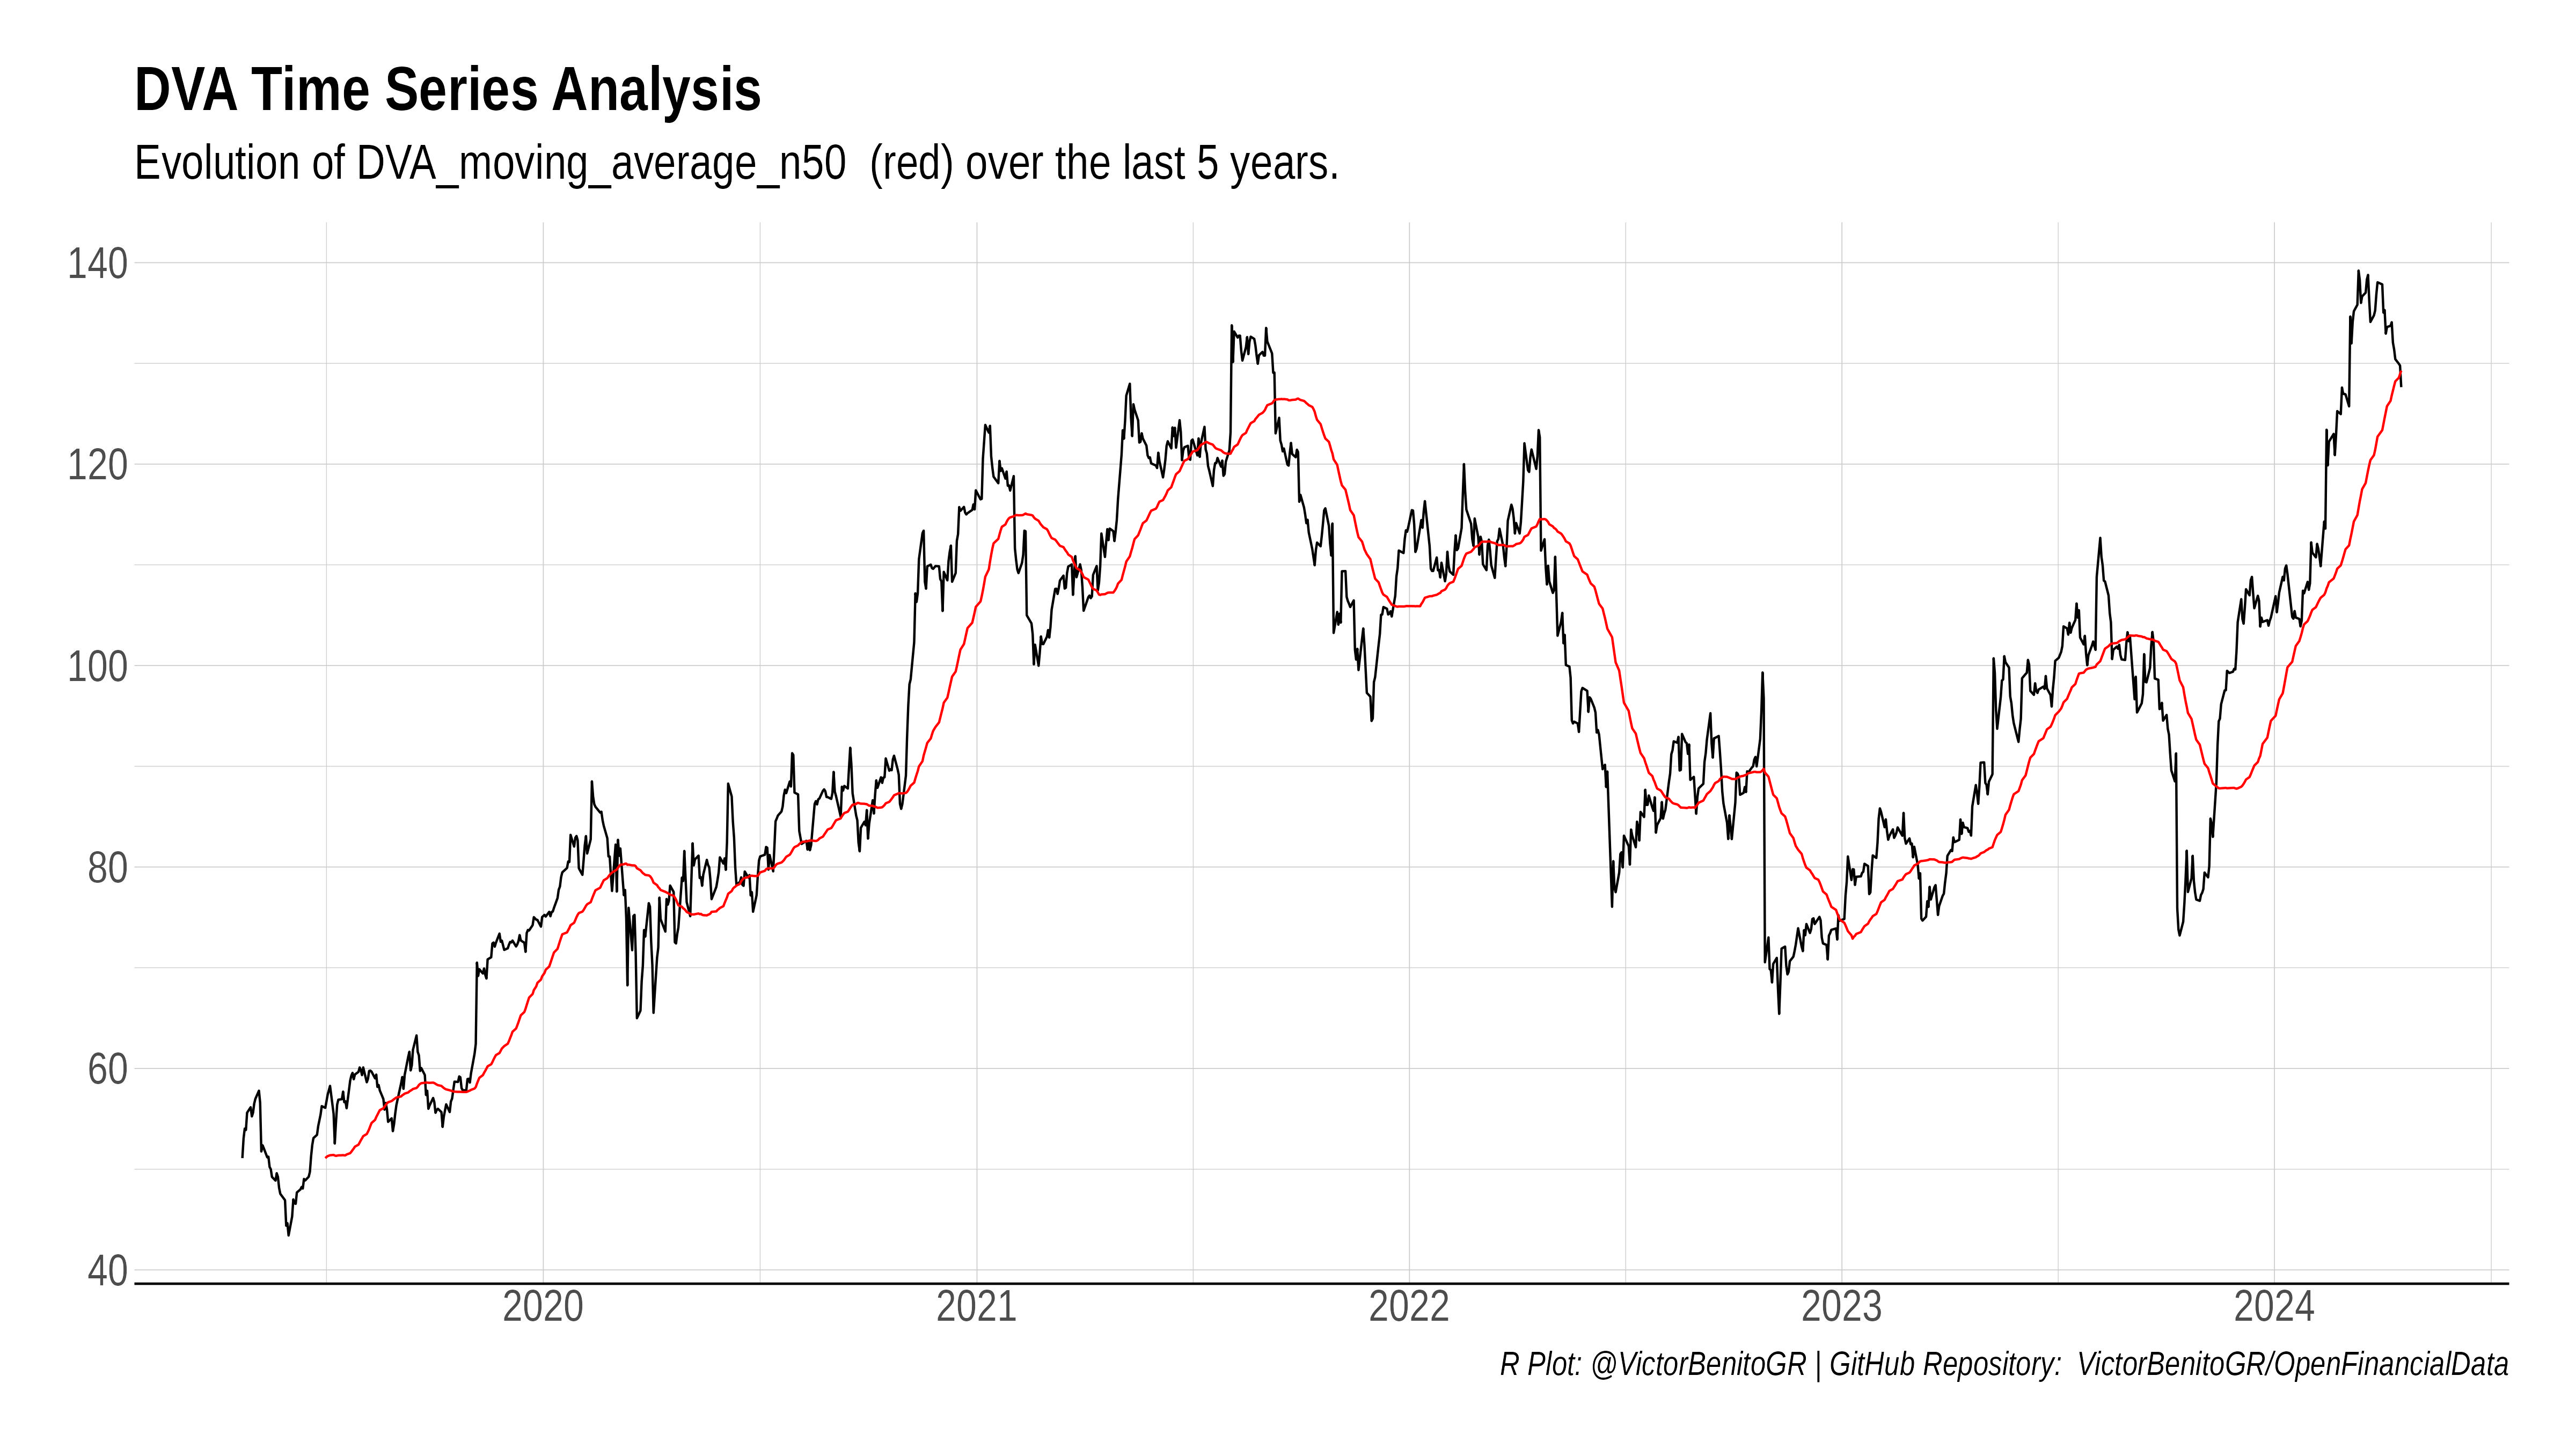 DVA Time Series Analysis
Evolution of DVA_moving_average_n50  (red) over the last 5 years.
140
120
100
80
60
40
2020 2021 2022 2023 2024
R Plot: @VictorBenitoGR | GitHub Repository:  VictorBenitoGR/OpenFinancialData